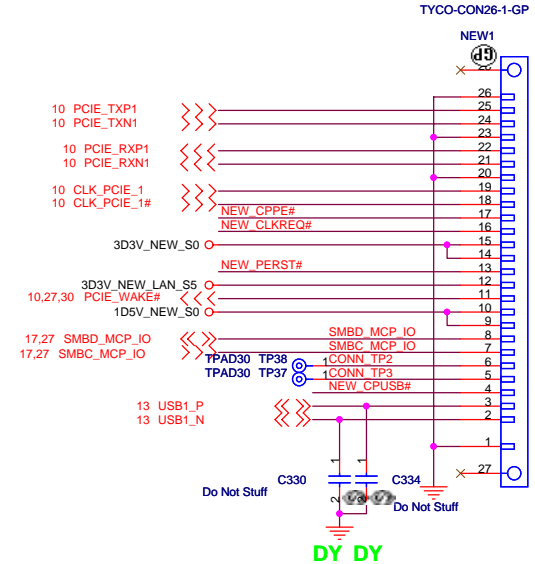 TYCO-CON26-1-GP
NEW1
GP
26
10 PCIE_TXP1 25
10 PCIE_TXN1 24
23
10 PCIE_RXP1 22
10 PCIE_RXN1 21
20
10 CLK_PCIE_1 19
10 CLK_PCIE_1# 18
NEW_CPPE# 17
NEW_CLKREQ# 16
3D3V_NEW_S0 15
14
NEW_PERST# 13
3D3V_NEW_LAN_S5 12
10,27,30 PCIE_WAKE# 11
1D5V_NEW_S0 10
9
17,27 SMBD_MCP_IO SMBD_MCP_IO 8
17,27 SMBC_MCP_IO SMBC_MCP_IO 7
TPAD30 TP38 1 CONN_TP2 6
TPAD30 TP37 1 CONN_TP3 5
NEW_CPUSB# 4
13 USB1_P 3
13 USB1_N 2
1
27
1 1
C330 C334
2 2
Do Not Stuff
Do Not Stuff
DY DY